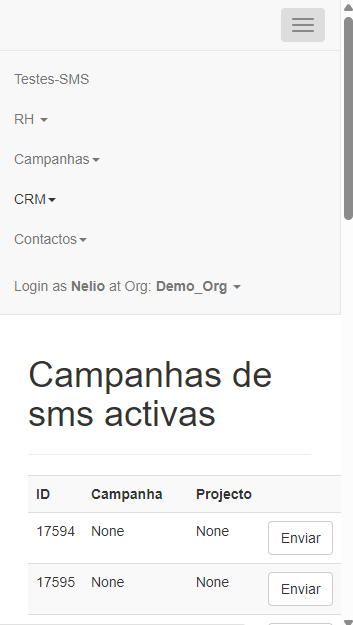 Testes-SMS
RH
Campanhas
CRM
Contactos
Login as Nelio at Org: Demo_Org
Campanhas de
sms activas
ID Campanha Projecto
17594 None None Enviar
17595 None None Enviar